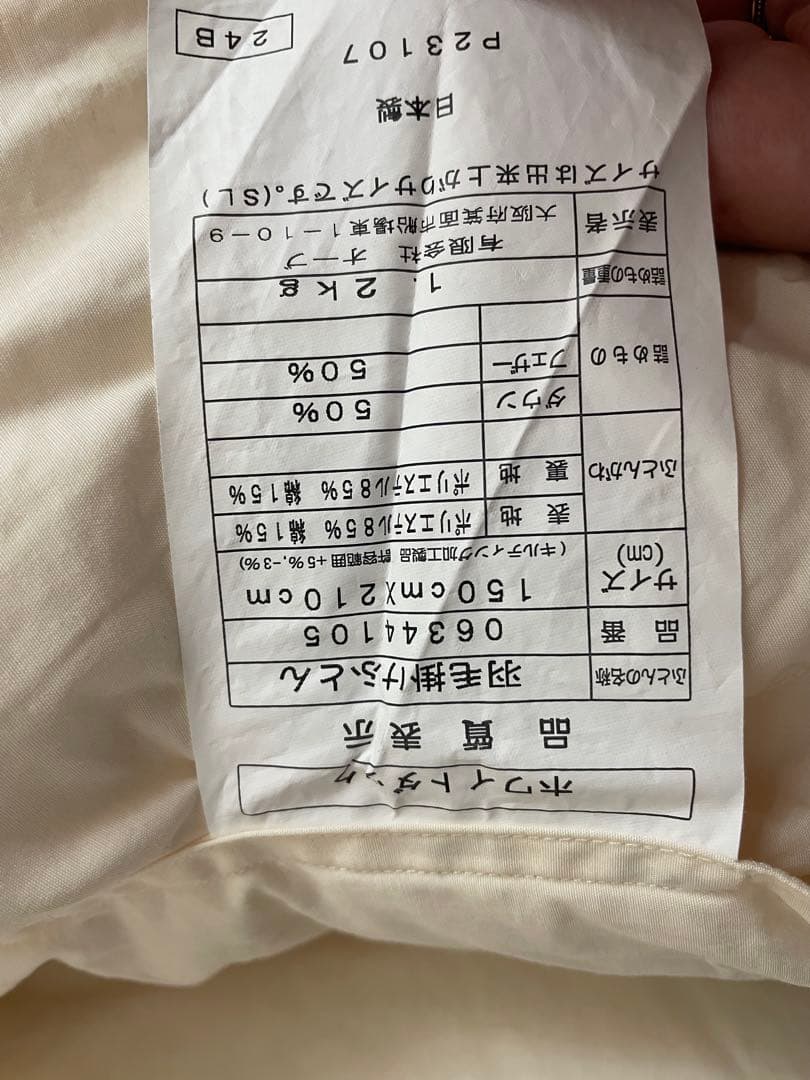 ホワイトダック
品質表示
ふとんの名称 羽毛掛けふとん
品番 06344105
サイズ(cm) 150cm×210cm
(キルティング加工製品 許容範囲+5%,-3%)
ふとんがわ 表地 ポリエステル85% 綿15%
裏地 ポリエステル85% 綿15%
詰めもの ダウン 50%
フェザー 50%
詰めもの重量 1.2kg
表示者 有限会社 オーブ
大阪府箕面市船場東1-10-9
サイズは出来上がりサイズです。(SL)
日本製
P23107
24B